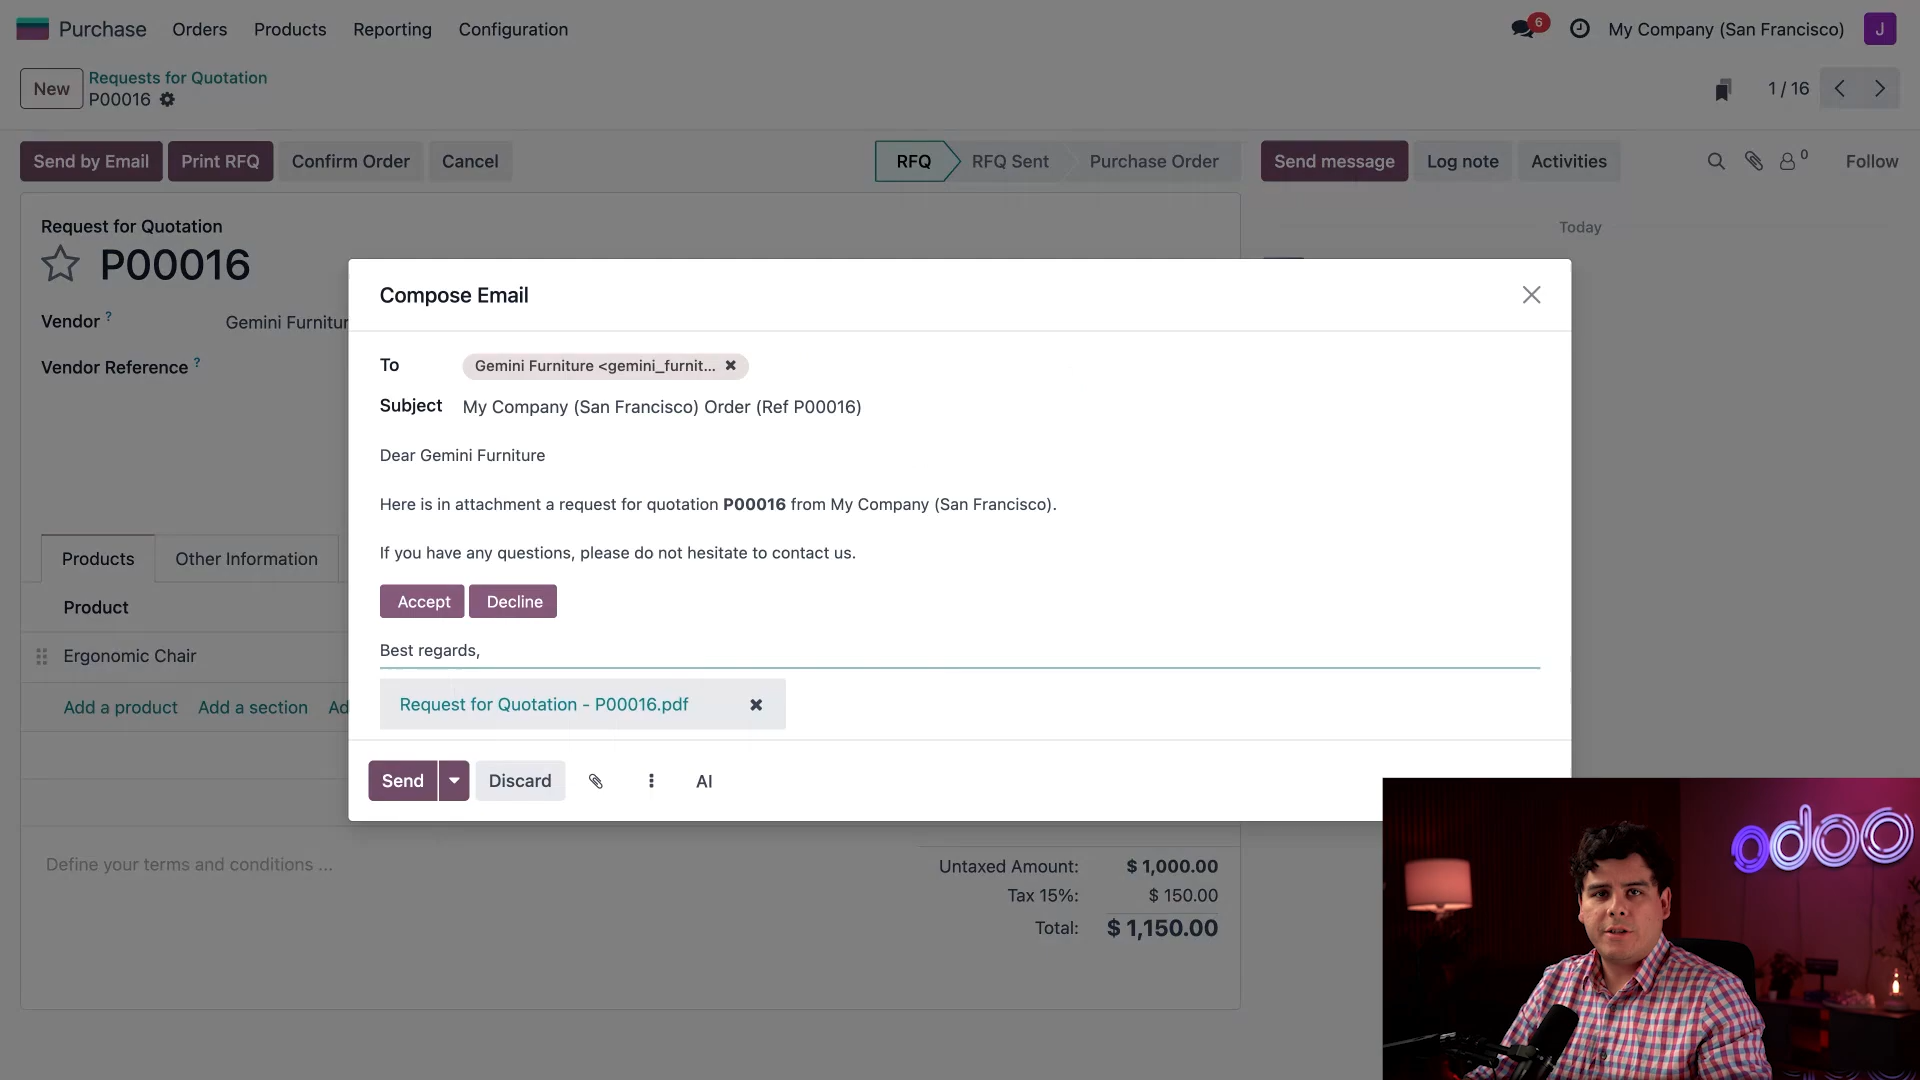 Purchase Orders Products Reporting Configuration 6 My Company (San Francisco) J
New Requests for Quotation
P00016 1 / 16
Send by Email Print RFQ Confirm Order Cancel RFQ RFQ Sent Purchase Order Send message Log note Activities 0 Follow
Request for Quotation Today
P00016
Vendor ? Gemini Furnitur
Vendor Reference ?
Compose Email
To Gemini Furniture <gemini_furnit...
Subject My Company (San Francisco) Order (Ref P00016)
Dear Gemini Furniture
Here is in attachment a request for quotation P00016 from My Company (San Francisco).
If you have any questions, please do not hesitate to contact us.
Accept Decline
Best regards,
Request for Quotation - P00016.pdf
Send Discard AI
Products Other Information
Product
Ergonomic Chair
Add a product Add a section Ad
Define your terms and conditions ...
Untaxed Amount: $ 1,000.00
Tax 15%: $ 150.00
Total: $ 1,150.00
odoo